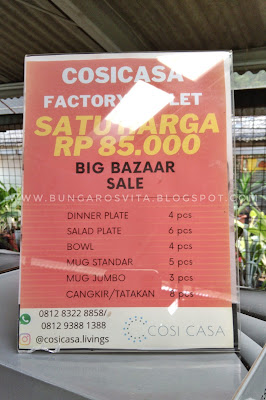 COSICASA
FACTORY OUTLET
SATU HARGA
RP 85.000
BIG BAZAAR
SALE
WWW.BUNGAROSVITA.BLOGSPOT.COM
DINNER PLATE 4 pcs
SALAD PLATE 6 pcs
BOWL 4 pcs
MUG STANDAR 5 pcs
MUG JUMBO 3 pcs
CANGKIR/TATAKAN 6 pcs
0812 8322 8858/
0812 9388 1388
@cosikasa.livings
COSI CASA